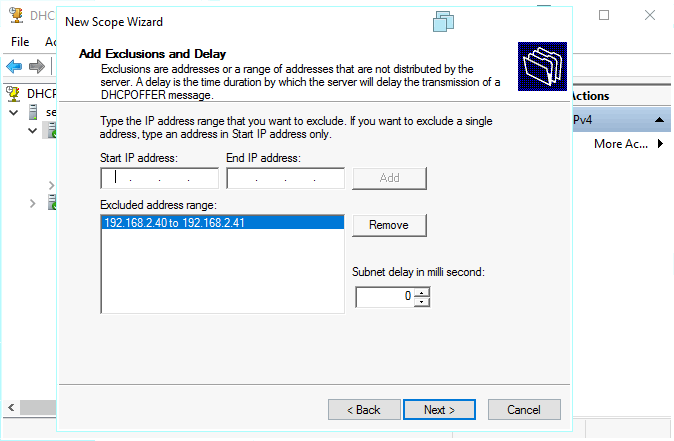 DHC
New Scope Wizard
File
Ac
Add Exclusions and Delay
Exclusions are addresses or a range of addresses that are not distributed by the
server. A delay is the time duration by which the server will delay the transmission of a
DHCPOFFER message.
DHCP
se
Actions
Pv4
More Ac...
Type the IP address range that you want to exclude. If you want to exclude a single
address, type an address in Start IP address only.
Start IP address:
End IP address:
. . .
. . .
Add
Excluded address range:
192.168.2.40 to 192.168.2.41
Remove
Subnet delay in milli second:
0
< Back
Next >
Cancel